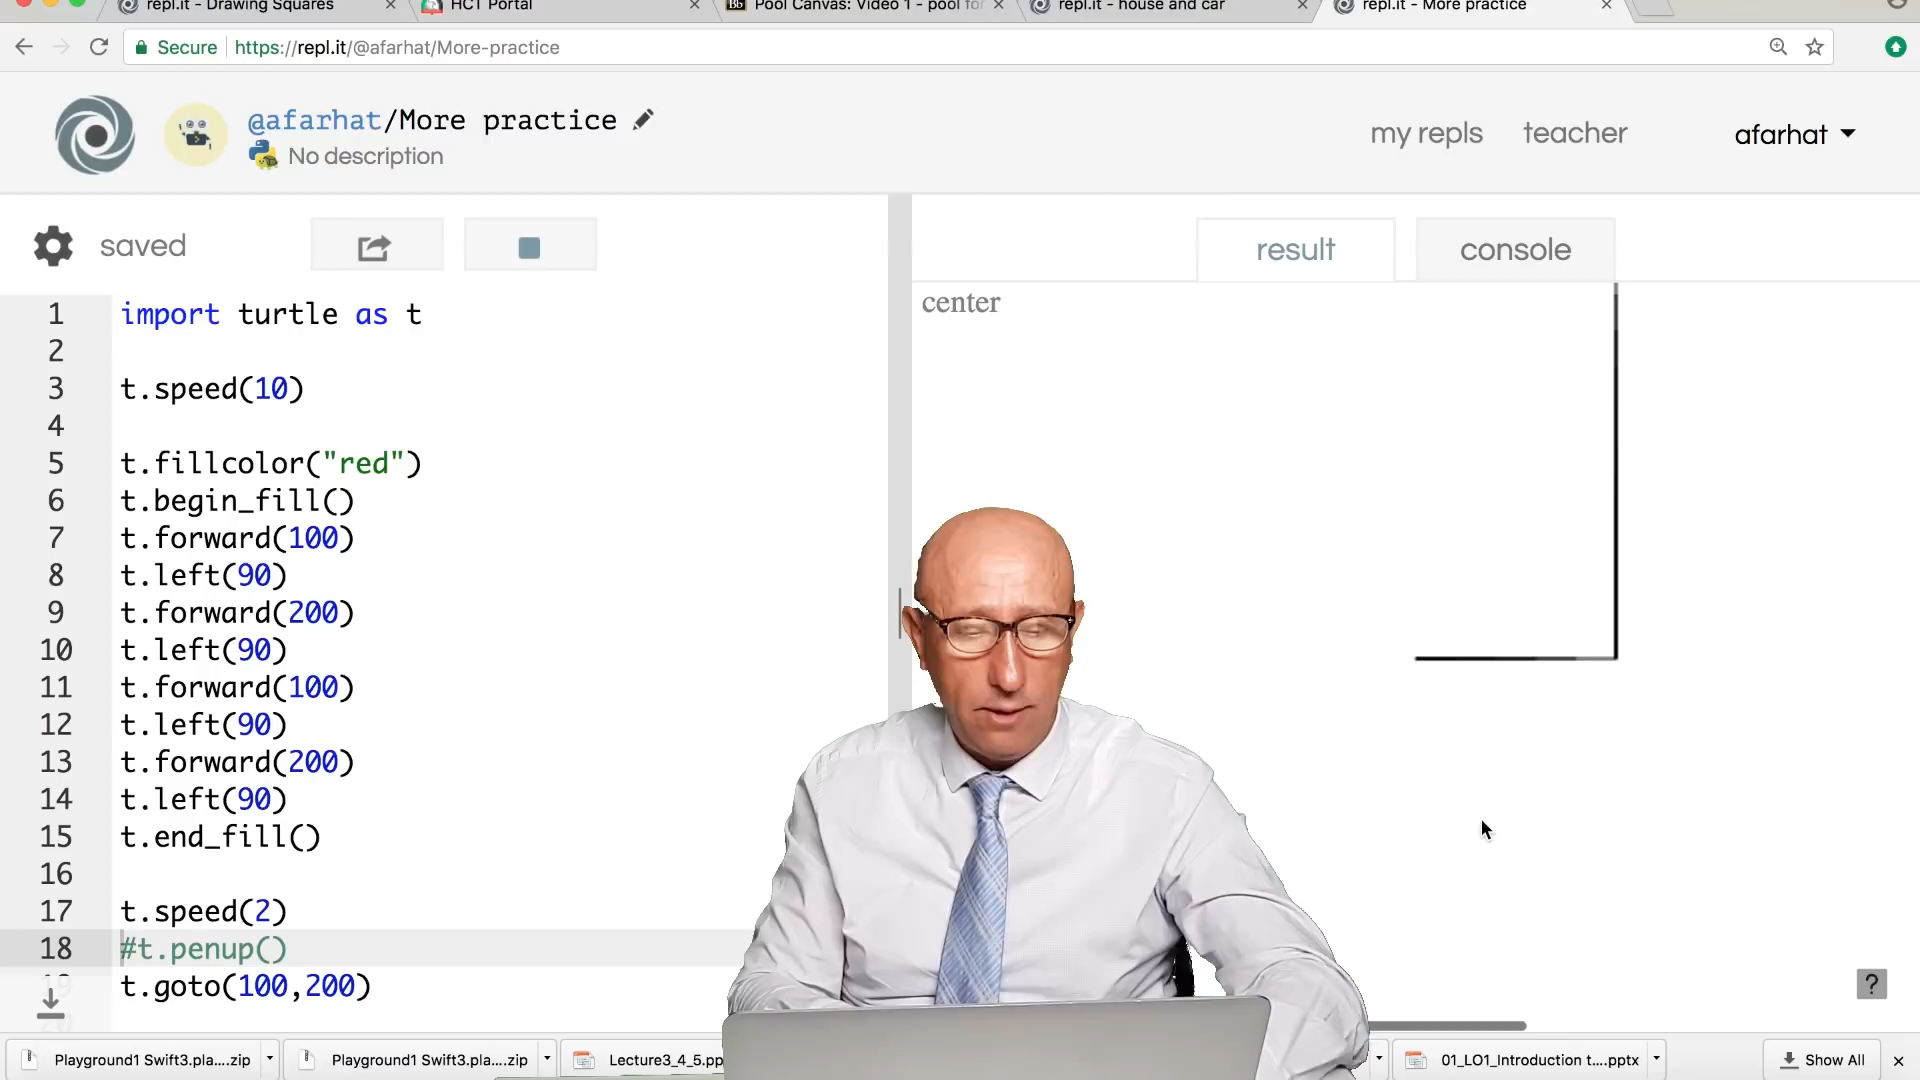 repl.it - Drawing Squares
HCT Portal
Pool Canvas: Video 1 - pool for
repl.it - house and car
repl.it - More practice
Secure https://repl.it/@afarhat/More-practice
@afarhat/More practice
No description
my repls teacher afarhat
saved
result console
center
1 import turtle as t
2
3 t.speed(10)
4
5 t.fillcolor("red")
6 t.begin_fill()
7 t.forward(100)
8 t.left(90)
9 t.forward(200)
10 t.left(90)
11 t.forward(100)
12 t.left(90)
13 t.forward(200)
14 t.left(90)
15 t.end_fill()
16
17 t.speed(2)
18 #t.penup()
19 t.goto(100,200)
?
Playground1 Swift3.pla....zip
Playground1 Swift3.pla....zip
Lecture3_4_5.pp
01_LO1_Introduction t....pptx
Show All